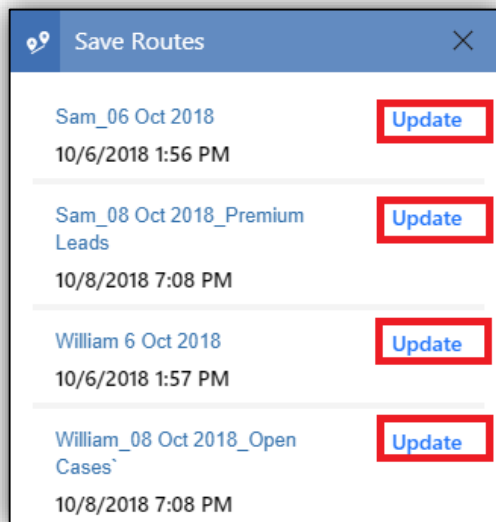 Save Routes
Sam_06 Oct 2018
Update
10/6/2018 1:56 PM
Sam_08 Oct 2018_Premium
Leads
Update
10/8/2018 7:08 PM
William 6 Oct 2018
Update
10/6/2018 1:57 PM
William_08 Oct 2018_Open
Cases`
Update
10/8/2018 7:08 PM